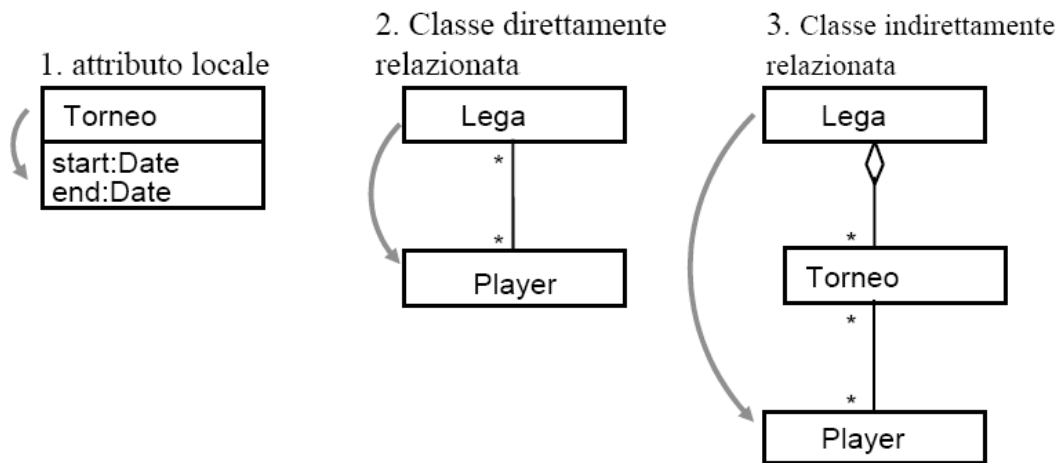 1. attributo locale
Torneo
start:Date
end:Date
2. Classe direttamente
relazionata
Lega
*
*
Player
3. Classe indirettamente
relazionata
Lega
*
Torneo
*
*
Player